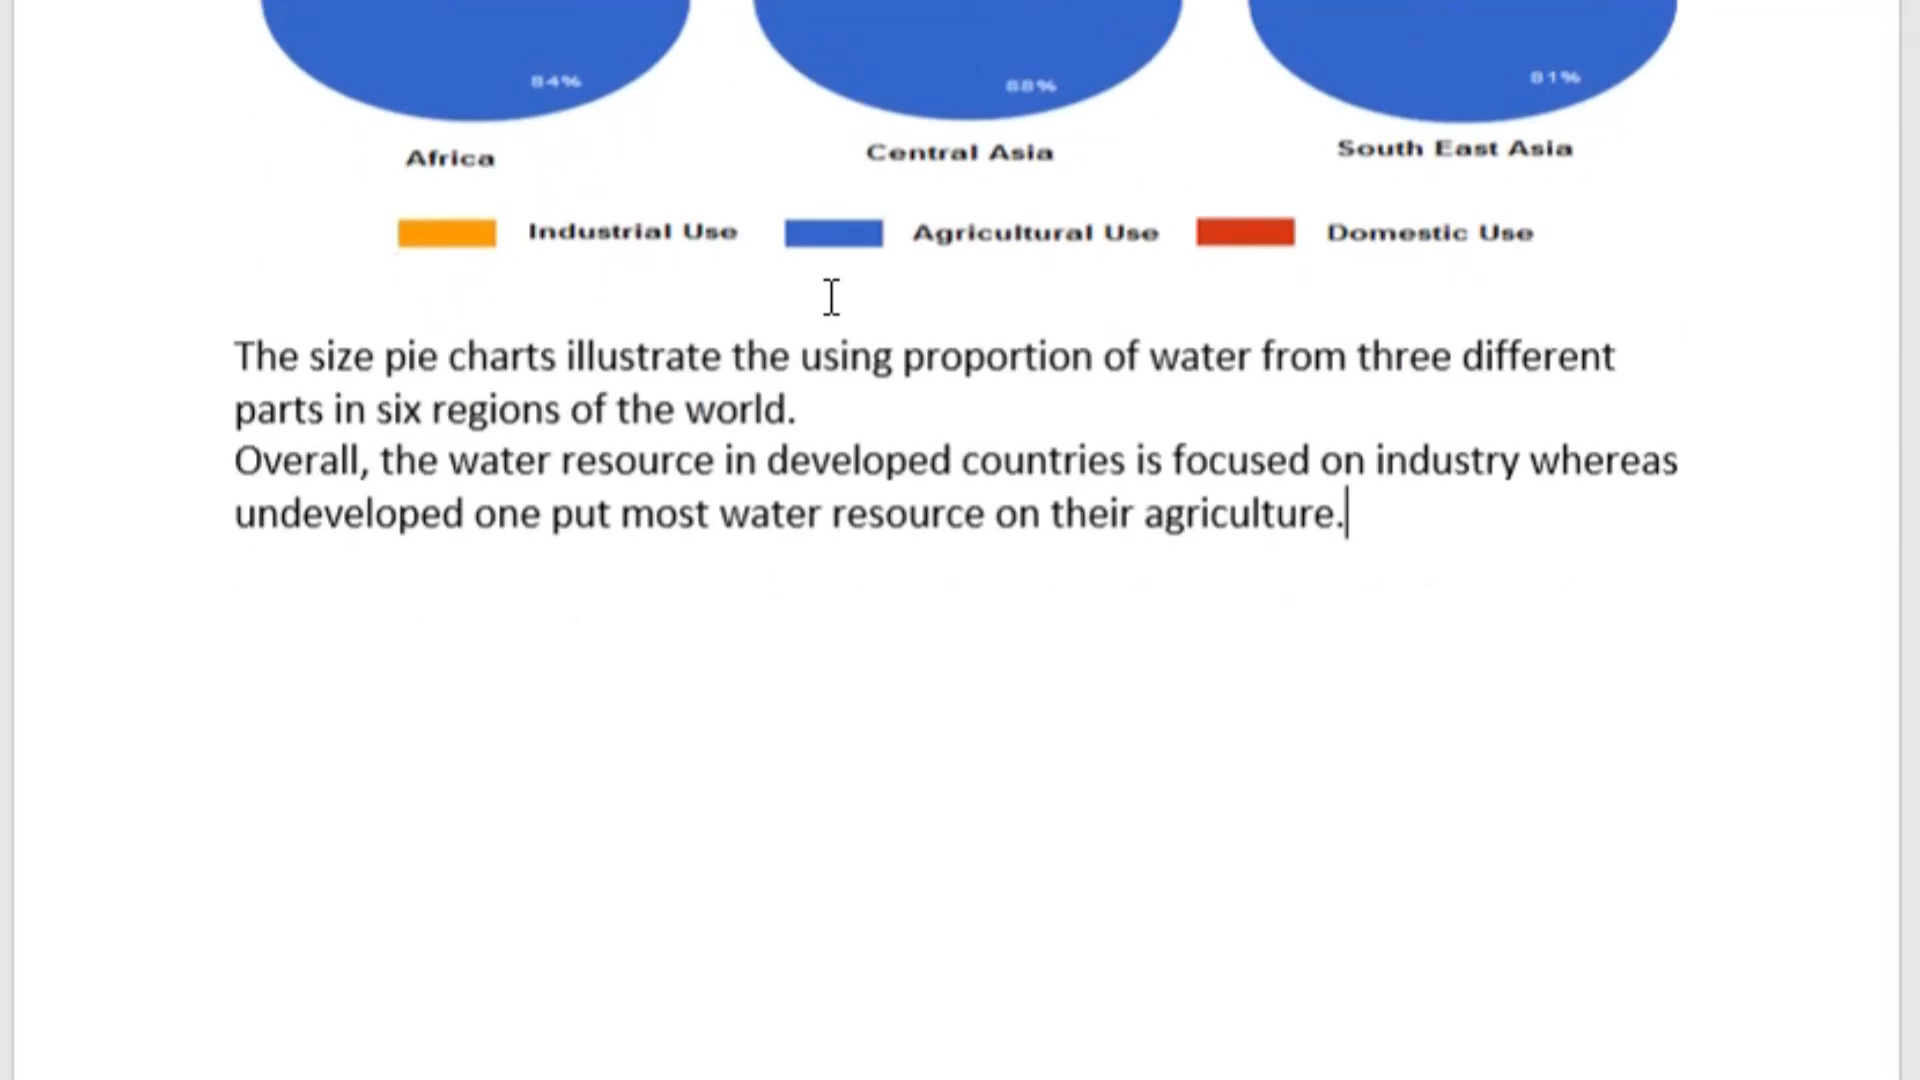 84%
88%
81%
Africa
Central Asia
South East Asia
Industrial Use
Agricultural Use
Domestic Use
The size pie charts illustrate the using proportion of water from three different
parts in six regions of the world.
Overall, the water resource in developed countries is focused on industry whereas
undeveloped one put most water resource on their agriculture.